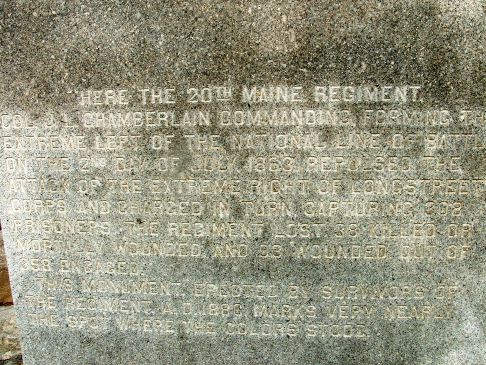 HERE THE 20TH MAINE REGIMENT
COL. J.L. CHAMBERLAIN COMMANDING, FORMING TH
EXTREME LEFT OF THE NATIONAL LINE OF BATTL
ON THE 2ND DAY OF JULY 1863, REPULSED THE
ATTACK OF THE EXTREME RIGHT OF LONGSTREET
CORPS AND CHARGED IN TURN, CAPTURING 308
PRISONERS. THE REGIMENT LOST 38 KILLED OR
MORTALLY WOUNDED AND 93 WOUNDED OUT OF
358 ENGAGED.
THIS MONUMENT, ERECTED BY SURVIVORS OF
THE REGIMENT, A.D. 1886, MARKS VERY NEARLY
THE SPOT WHERE THE COLORS STOOD.